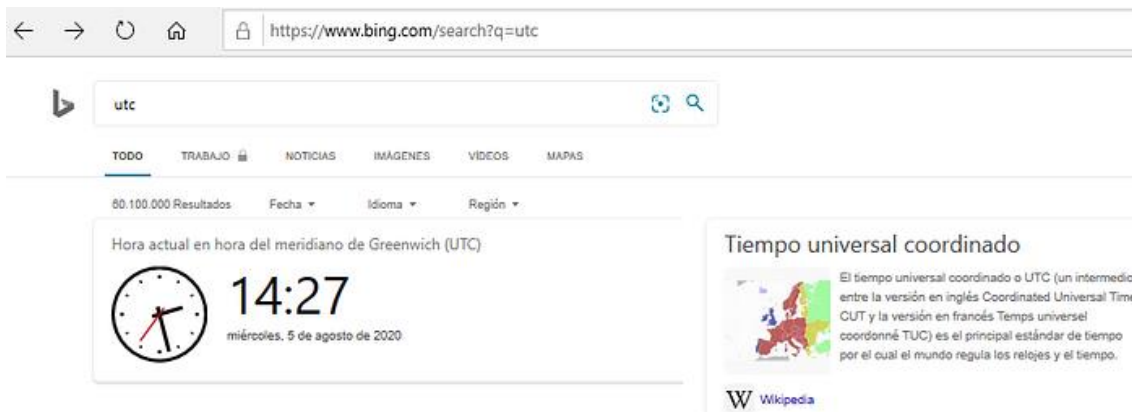 https://www.bing.com/search?q=utc
utc
TODO TRABAJO NOTICIAS IMÁGENES VÍDEOS MAPAS
60.100.000 Resultados Fecha Idioma Región
Hora actual en hora del meridiano de Greenwich (UTC)
14:27
miércoles, 5 de agosto de 2020
Tiempo universal coordinado
El tiempo universal coordinado o UTC (un intermedio
entre la versión en inglés Coordinated Universal Time
CUT y la versión en francés Temps universel
coordonné TUC) es el principal estándar de tiempo
por el cual el mundo regula los relojes y el tiempo.
W Wikipedia